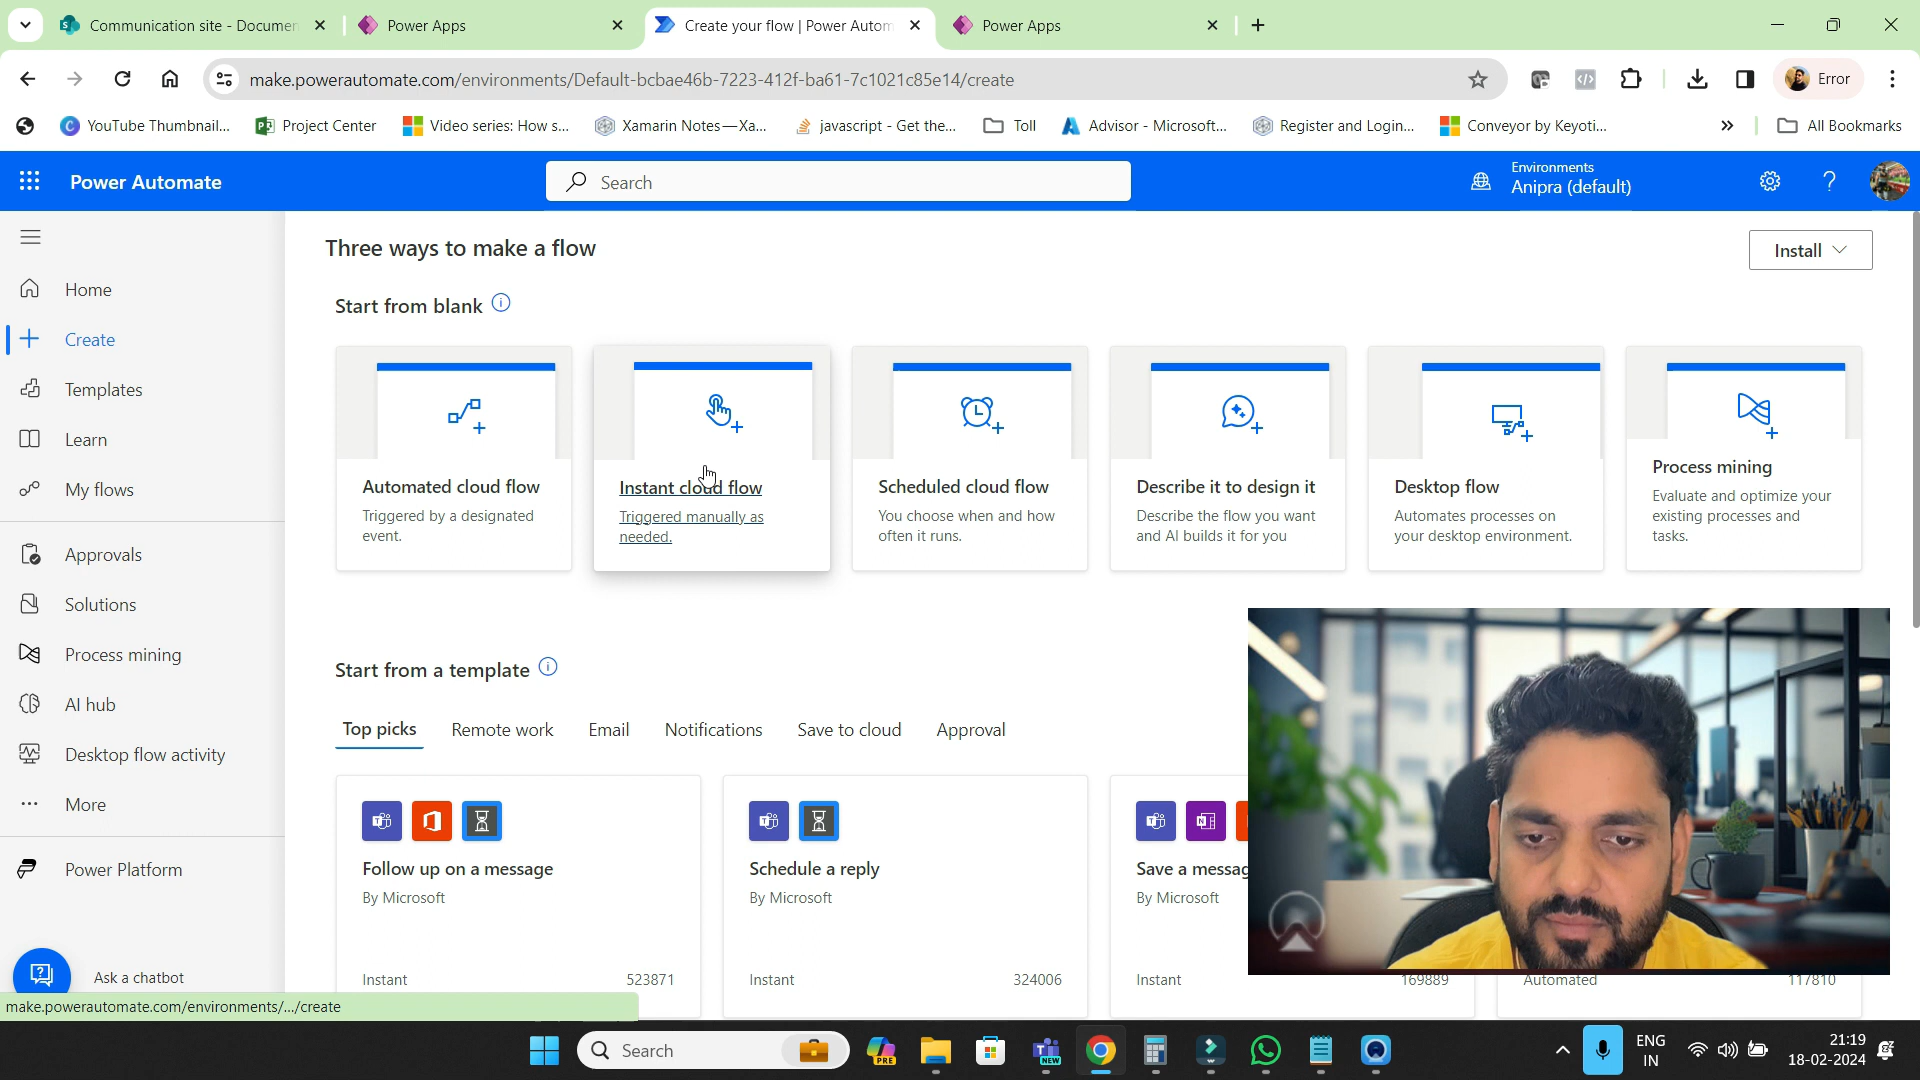 Communication site - Documen
Power Apps
Create your flow | Power Autom
Power Apps
make.powerautomate.com/environments/Default-bcbae46b-7223-412f-ba61-7c1021c85e14/create
Error
YouTube Thumbnail...
Project Center
Video series: How s...
Xamarin Notes—Xa...
javascript - Get the...
Toll
Advisor - Microsoft...
Register and Login...
Conveyor by Keyoti...
All Bookmarks
Power Automate
Search
Environments
Anipra (default)
Home
Create
Templates
Learn
My flows
Approvals
Solutions
Process mining
AI hub
Desktop flow activity
More
Power Platform
Ask a chatbot
make.powerautomate.com/environments/.../create
Three ways to make a flow
Install
Start from blank
Automated cloud flow
Triggered by a designated
event.
Instant cloud flow
Triggered manually as
needed.
Scheduled cloud flow
You choose when and how
often it runs.
Describe it to design it
Describe the flow you want
and AI builds it for you
Desktop flow
Automates processes on
your desktop environment.
Process mining
Evaluate and optimize your
existing processes and
tasks.
Start from a template
Top picks
Remote work
Email
Notifications
Save to cloud
Approval
Follow up on a message
By Microsoft
Instant
523871
Schedule a reply
By Microsoft
Instant
324006
Save a messag
By Microsoft
Instant
169889
Automated
117810
Search
PRE
NEW
ENG
IN
21:19
18-02-2024